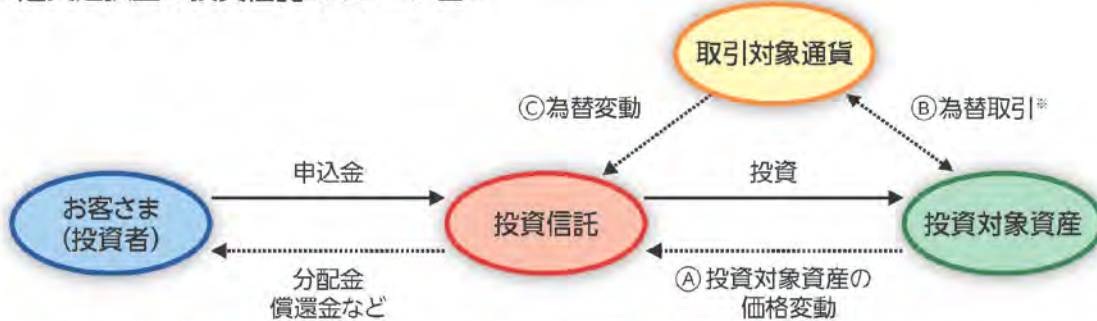 取引対象通貨
Ⓒ為替変動
Ⓑ為替取引※
申込金
投資
お客さま
(投資者)
投資信託
投資対象資産
分配金
償還金など
Ⓐ投資対象資産の
価格変動